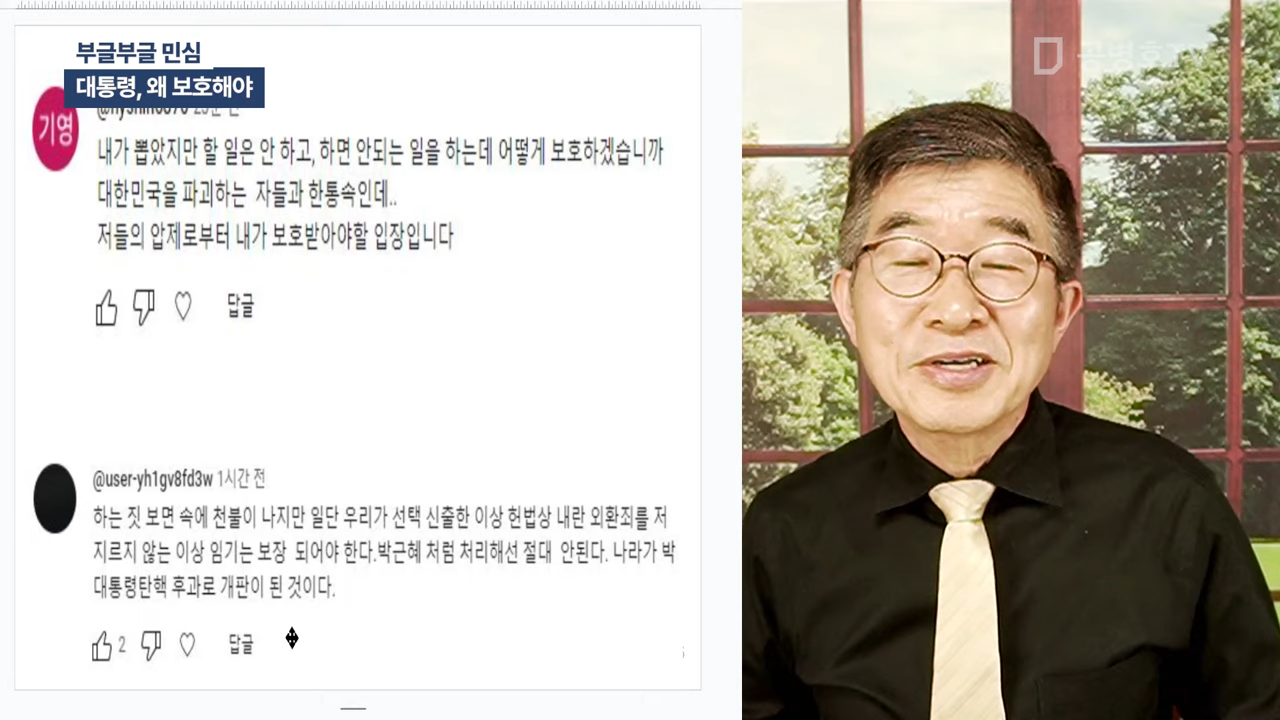 부글부글 민심
대통령, 왜 보호해야
기영
내가 뽑았지만 할 일은 안 하고, 하면 안되는 일을 하는데 어떻게 보호하겠습니까
대한민국을 파괴하는 자들과 한통속인데..
저들의 압제로부터 내가 보호받아야할 입장입니다
답글
@user-yh1gv8fd3w 1시간 전
하는 짓 보면 속에 천불이 나지만 일단 우리가 선택 신출한 이상 헌법상 내란 외환죄를 저
지르지 않는 이상 임기는 보장 되어야 한다.박근혜 처럼 처리해선 절대 안된다. 나라가 박
대통령탄핵 후과로 개판이 된 것이다.
2 답글